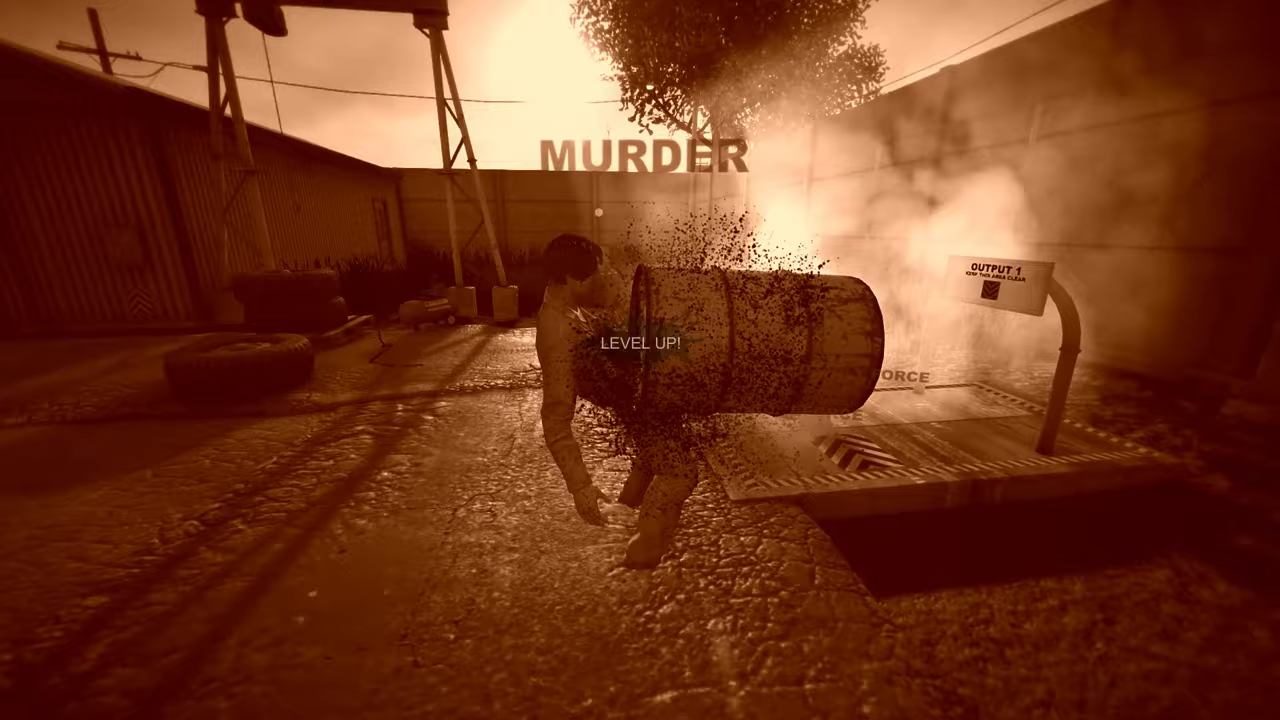 MURDER
OUTPUT 1
KEEP THIS AREA CLEAR
LEVEL UP!
ORCE